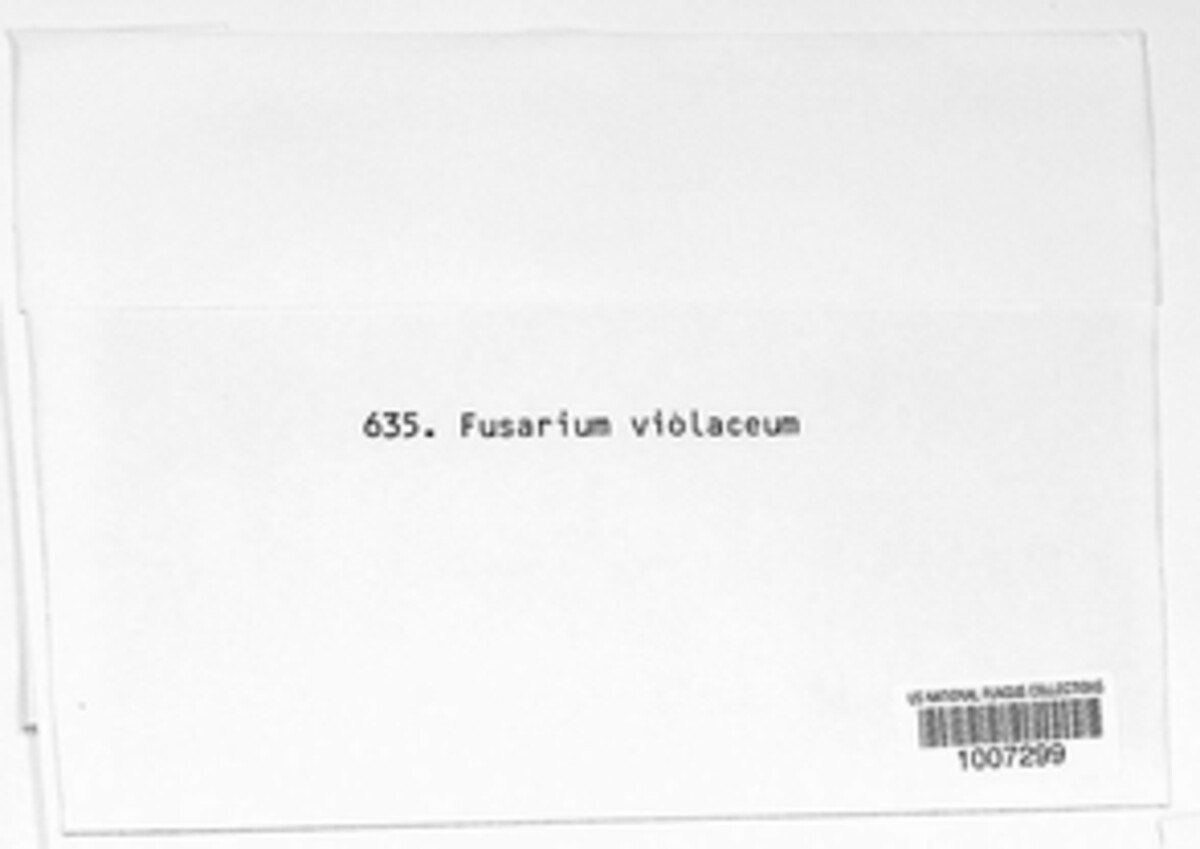 635. Fusarium violaceum
US NATIONAL FUNGUS COLLECTIONS
1007299